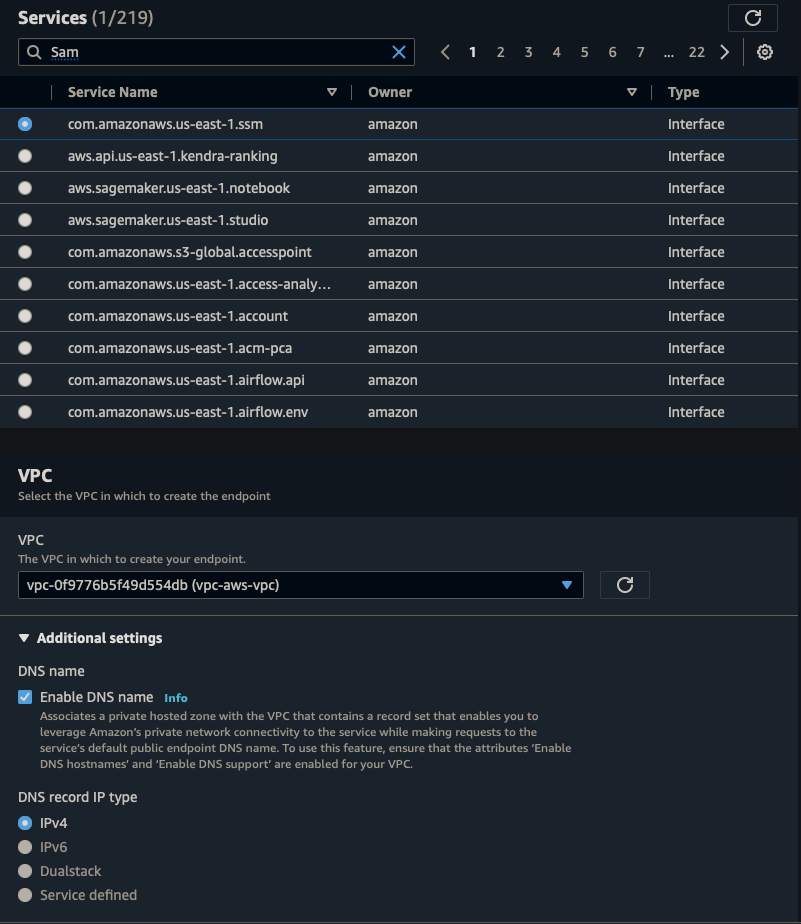 Services (1/219)
Sam
1 2 3 4 5 6 7 ... 22
Service Name Owner Type
com.amazonaws.us-east-1.ssm amazon Interface
aws.api.us-east-1.kendra-ranking amazon Interface
aws.sagemaker.us-east-1.notebook amazon Interface
aws.sagemaker.us-east-1.studio amazon Interface
com.amazonaws.s3-global.accesspoint amazon Interface
com.amazonaws.us-east-1.access-analy... amazon Interface
com.amazonaws.us-east-1.account amazon Interface
com.amazonaws.us-east-1.acm-pca amazon Interface
com.amazonaws.us-east-1.airflow.api amazon Interface
com.amazonaws.us-east-1.airflow.env amazon Interface
VPC
Select the VPC in which to create the endpoint
VPC
The VPC in which to create your endpoint.
vpc-0f9776b5f49d554db (vpc-aws-vpc)
Additional settings
DNS name
Enable DNS name Info
Associates a private hosted zone with the VPC that contains a record set that enables you to
leverage Amazon's private network connectivity to the service while making requests to the
service's default public endpoint DNS name. To use this feature, ensure that the attributes 'Enable
DNS hostnames' and 'Enable DNS support' are enabled for your VPC.
DNS record IP type
IPv4
IPv6
Dualstack
Service defined